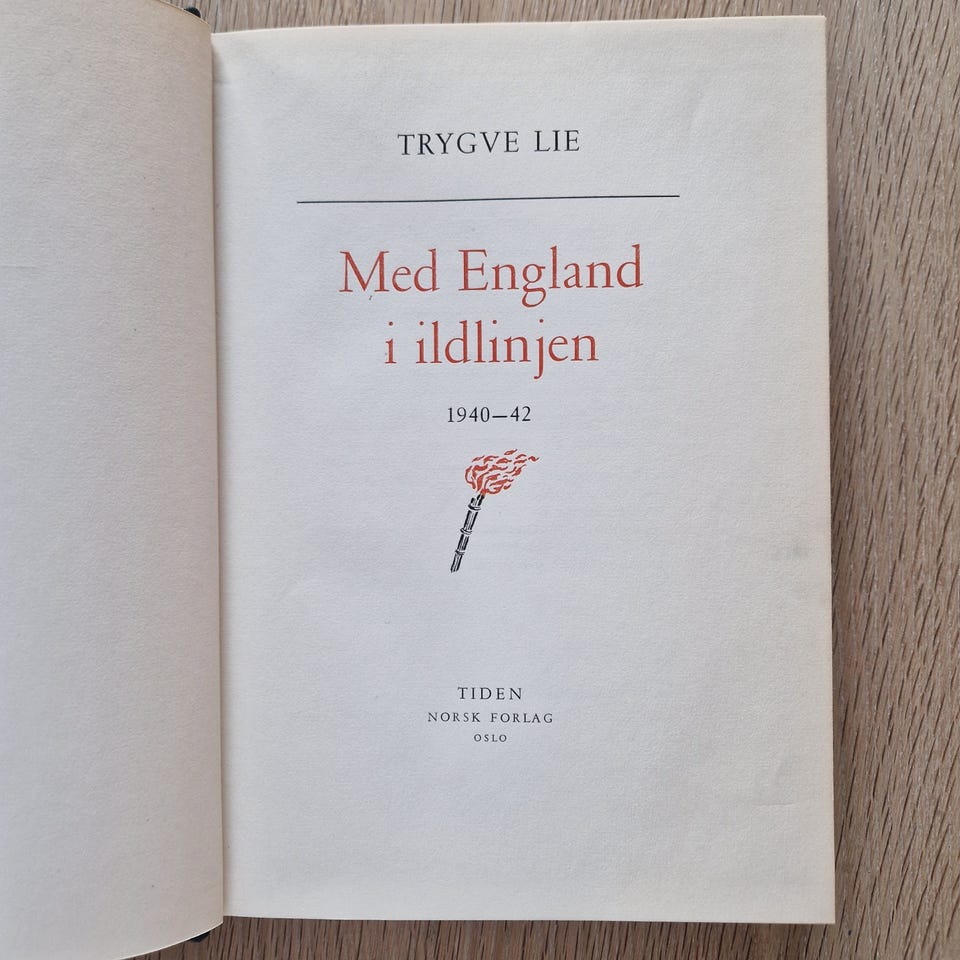 TRYGVE LIE
Med England
i ildlinjen
1940—42
TIDEN
NORSK FORLAG
OSLO